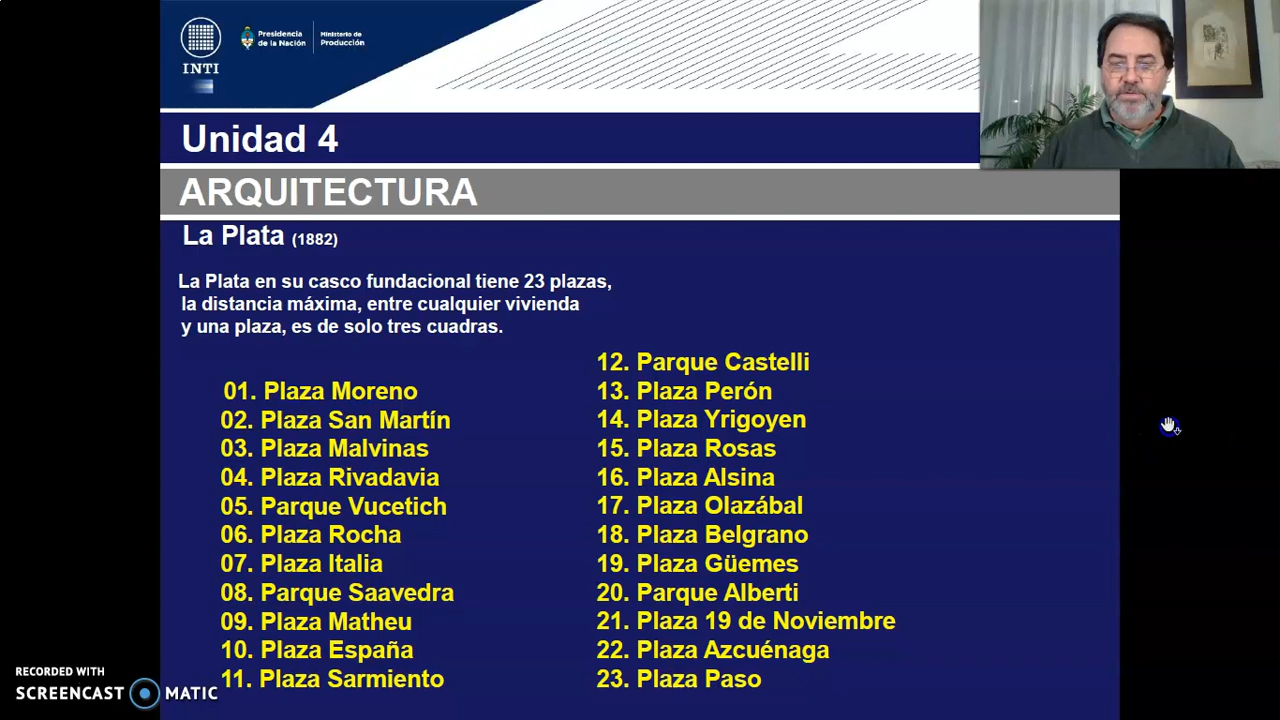 INTI
Presidencia
de la Nación
Ministerio de
Producción
Unidad 4
ARQUITECTURA
La Plata (1882)
La Plata en su casco fundacional tiene 23 plazas,
la distancia máxima, entre cualquier vivienda
y una plaza, es de solo tres cuadras.
01. Plaza Moreno
02. Plaza San Martín
03. Plaza Malvinas
04. Plaza Rivadavia
05. Parque Vucetich
06. Plaza Rocha
07. Plaza Italia
08. Parque Saavedra
09. Plaza Matheu
10. Plaza España
11. Plaza Sarmiento
12. Parque Castelli
13. Plaza Perón
14. Plaza Yrigoyen
15. Plaza Rosas
16. Plaza Alsina
17. Plaza Olazábal
18. Plaza Belgrano
19. Plaza Güemes
20. Parque Alberti
21. Plaza 19 de Noviembre
22. Plaza Azcuénaga
23. Plaza Paso
RECORDED WITH
SCREENCAST MATIC